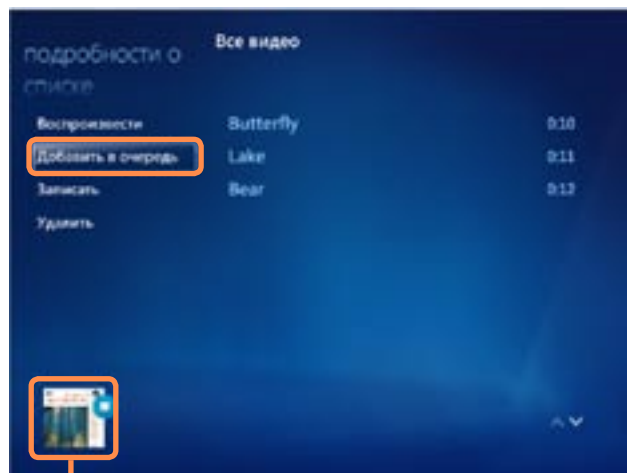 подробности о
списке
Все видео
Воспроизвести
Добавить в очередь
Записать
Удалить
Butterfly 0:10
Lake 0:11
Bear 0:12